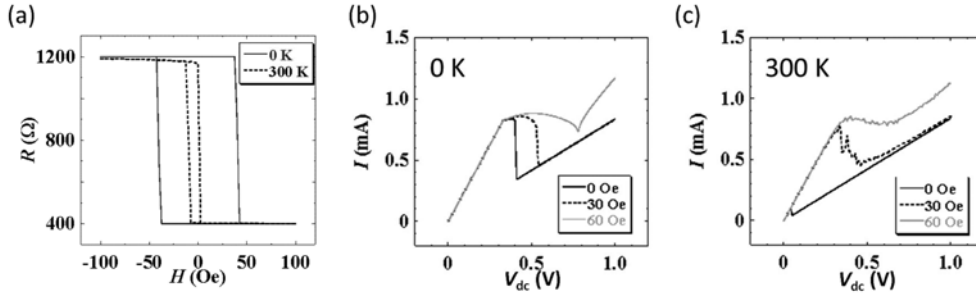 (a)
1200
800
400
R (Ω)
-100 -50 0 50 100
H (Oe)
0 K
300 K
(b)
1.5
1.0
0.5
0
I (mA)
0 0.5 1.0
V_dc (V)
0 K
0 Oe
30 Oe
60 Oe
(c)
1.5
1.0
0.5
0
I (mA)
0 0.5 1.0
V_dc (V)
300 K
0 Oe
30 Oe
60 Oe